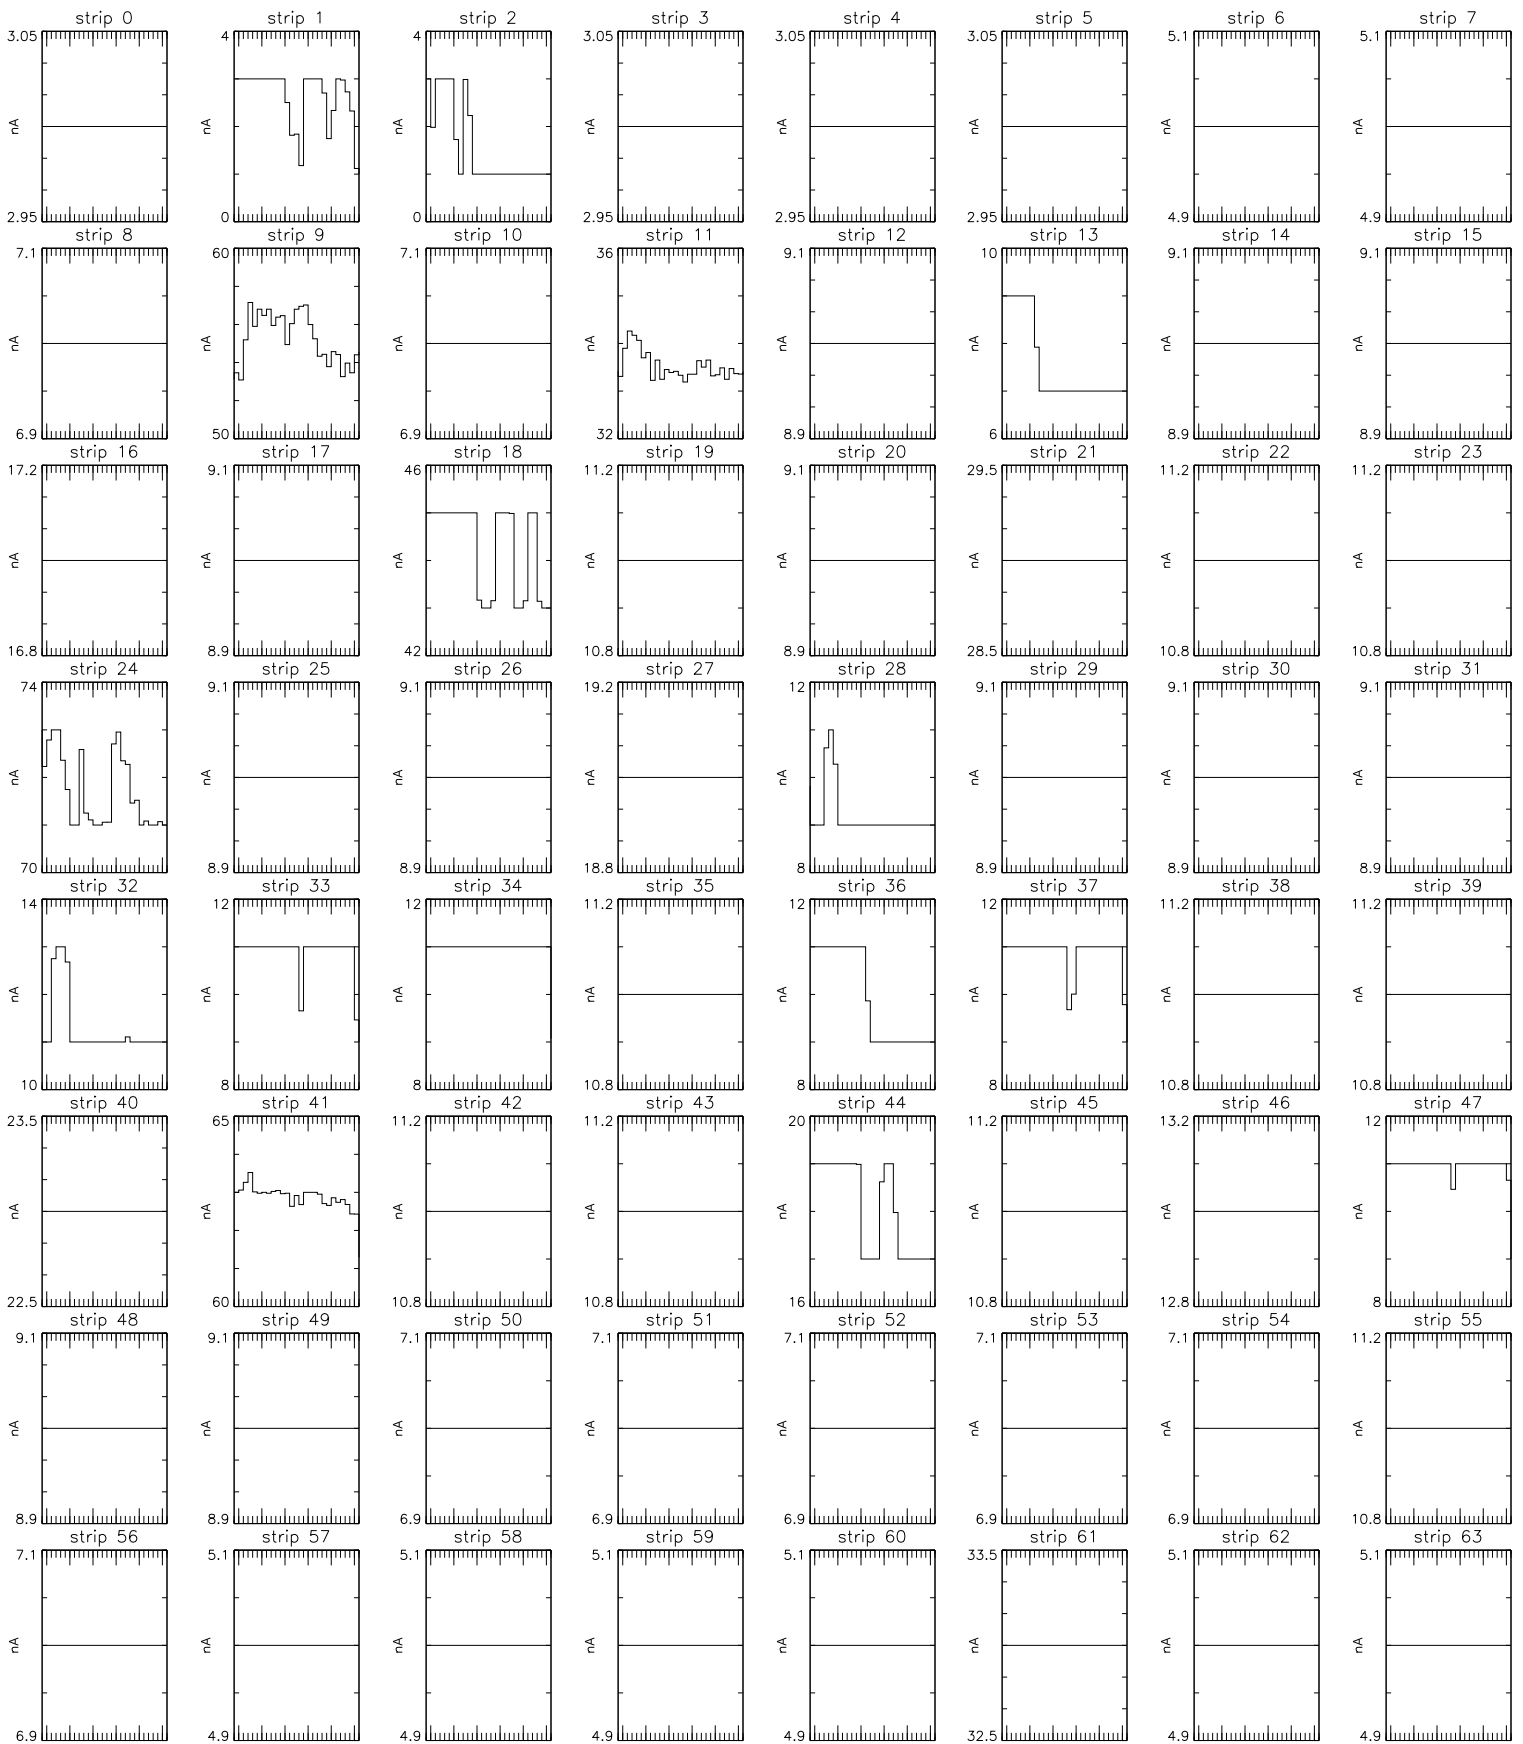 strip 0 strip 1 strip 2 strip 3 strip 4 strip 5 strip 6 strip 7
3.05 4 4 3.05 3.05 3.05 5.1 5.1
nA nA nA nA nA nA nA nA
2.95 0 0 2.95 2.95 2.95 4.9 4.9
strip 8 strip 9 strip 10 strip 11 strip 12 strip 13 strip 14 strip 15
7.1 60 7.1 36 9.1 10 9.1 9.1
nA nA nA nA nA nA nA nA
6.9 50 6.9 32 8.9 6 8.9 8.9
strip 16 strip 17 strip 18 strip 19 strip 20 strip 21 strip 22 strip 23
17.2 9.1 46 11.2 9.1 29.5 11.2 11.2
nA nA nA nA nA nA nA nA
16.8 8.9 42 10.8 8.9 28.5 10.8 10.8
strip 24 strip 25 strip 26 strip 27 strip 28 strip 29 strip 30 strip 31
74 9.1 9.1 19.2 12 9.1 9.1 9.1
nA nA nA nA nA nA nA nA
70 8.9 8.9 18.8 8 8.9 8.9 8.9
strip 32 strip 33 strip 34 strip 35 strip 36 strip 37 strip 38 strip 39
14 12 12 11.2 12 12 11.2 11.2
nA nA nA nA nA nA nA nA
10 8 8 10.8 8 8 10.8 10.8
strip 40 strip 41 strip 42 strip 43 strip 44 strip 45 strip 46 strip 47
23.5 65 11.2 11.2 20 11.2 13.2 12
nA nA nA nA nA nA nA nA
22.5 60 10.8 10.8 16 10.8 12.8 8
strip 48 strip 49 strip 50 strip 51 strip 52 strip 53 strip 54 strip 55
9.1 9.1 7.1 7.1 7.1 7.1 7.1 11.2
nA nA nA nA nA nA nA nA
8.9 8.9 6.9 6.9 6.9 6.9 6.9 10.8
strip 56 strip 57 strip 58 strip 59 strip 60 strip 61 strip 62 strip 63
7.1 5.1 5.1 5.1 5.1 33.5 5.1 5.1
nA nA nA nA nA nA nA nA
6.9 4.9 4.9 4.9 4.9 32.5 4.9 4.9